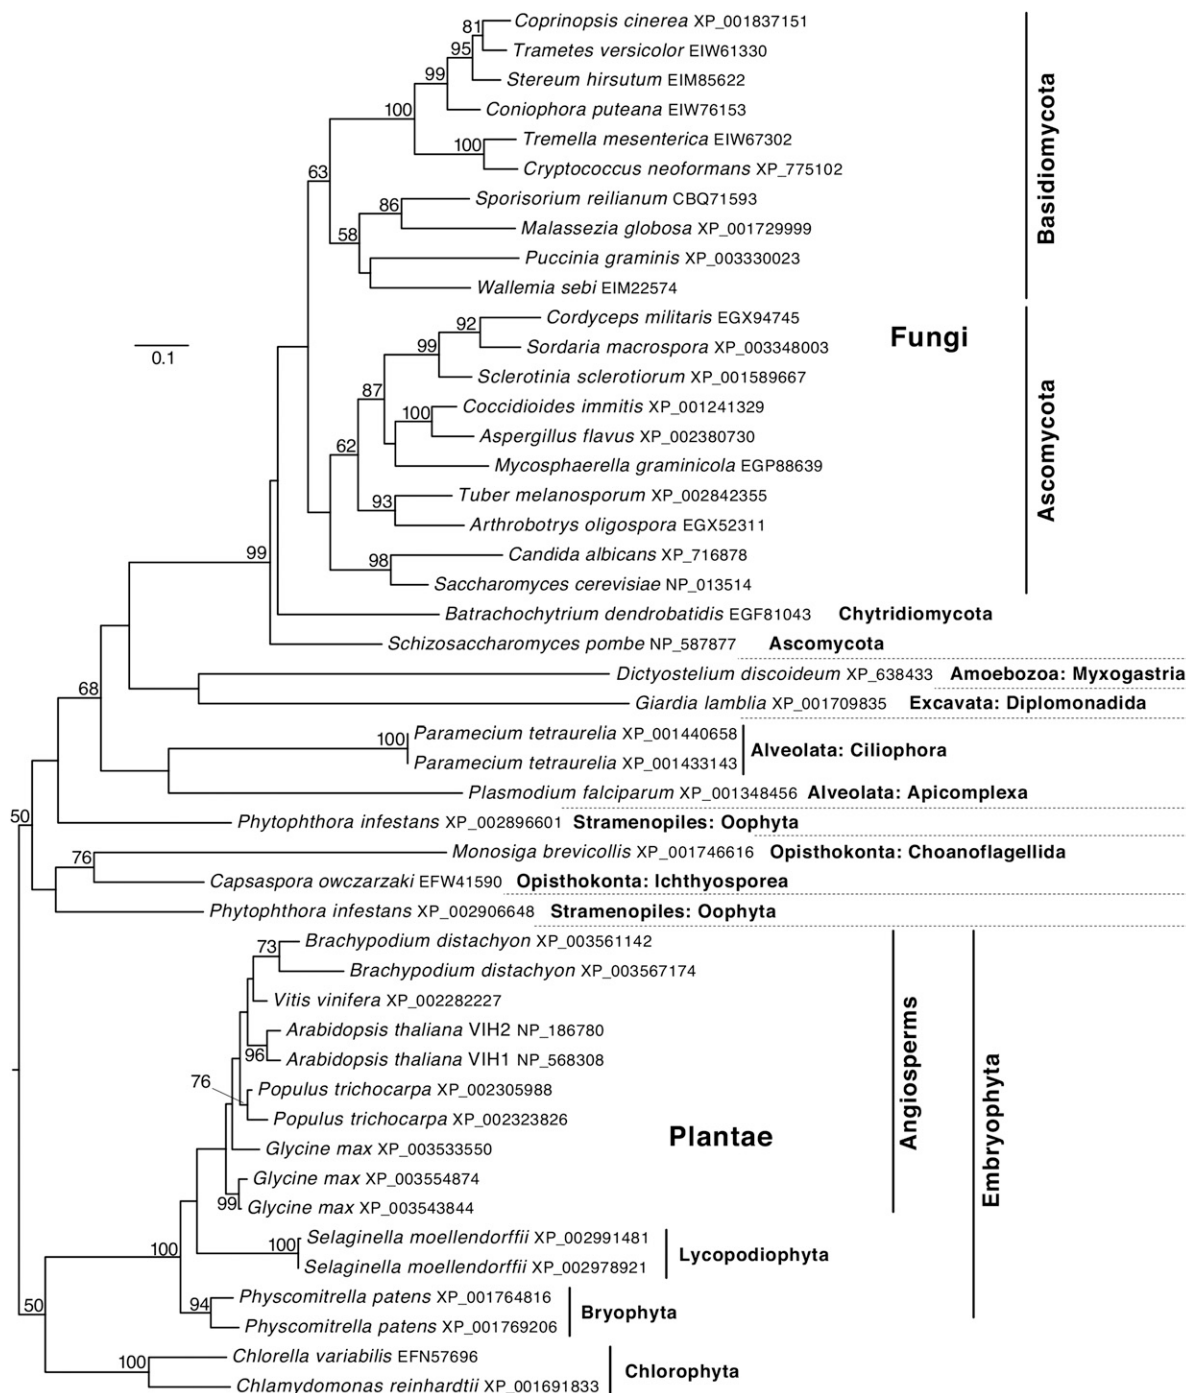 81 Coprinopsis cinerea XP_001837151
95 Trametes versicolor EIW61330
99 Stereum hirsutum EIM85622
100 Coniophora puteana EIW76153
100 Tremella mesenterica EIW67302
Cryptococcus neoformans XP_775102
63
86 Sporisorium reilianum CBQ71593
58 Malassezia globosa XP_001729999
Puccinia graminis XP_003330023
Wallemia sebi EIM22574
Basidiomycota
92 Cordyceps militaris EGX94745
Fungi
0.1
99 Sordaria macrospora XP_003348003
Sclerotinia sclerotiorum XP_001589667
87
100 Coccidioides immitis XP_001241329
Aspergillus flavus XP_002380730
62
Mycosphaerella graminicola EGP88639
93 Tuber melanosporum XP_002842355
Arthrobotrys oligospora EGX52311
99
98 Candida albicans XP_716878
Saccharomyces cerevisiae NP_013514
Ascomycota
Batrachochytrium dendrobatidis EGF81043 Chytridiomycota
Schizosaccharomyces pombe NP_587877 Ascomycota
68
Dictyostelium discoideum XP_638433 Amoebozoa: Myxogastria
Giardia lamblia XP_001709835 Excavata: Diplomonadida
100 Paramecium tetraurelia XP_001440658
Alveolata: Ciliophora
Paramecium tetraurelia XP_001433143
Plasmodium falciparum XP_001348456 Alveolata: Apicomplexa
50
Phytophthora infestans XP_002896601 Stramenopiles: Oophyta
76 Monosiga brevicollis XP_001746616 Opisthokonta: Choanoflagellida
Capsaspora owczarzaki EFW41590 Opisthokonta: Ichthyosporea
Phytophthora infestans XP_002906648 Stramenopiles: Oophyta
73 Brachypodium distachyon XP_003561142
Brachypodium distachyon XP_003567174
Vitis vinifera XP_002282227
Arabidopsis thaliana VIH2 NP_186780
96 Arabidopsis thaliana VIH1 NP_568308
76 Populus trichocarpa XP_002305988
Populus trichocarpa XP_002323826
Plantae
Glycine max XP_003533550
Glycine max XP_003554874
99 Glycine max XP_003543844
Angiosperms
Embryophyta
100 Selaginella moellendorffii XP_002991481
100 Lycopodiophyta
Selaginella moellendorffii XP_002978921
94 Physcomitrella patens XP_001764816
50 Bryophyta
Physcomitrella patens XP_001769206
100 Chlorella variabilis EFN57696
Chlorophyta
Chlamydomonas reinhardtii XP_001691833